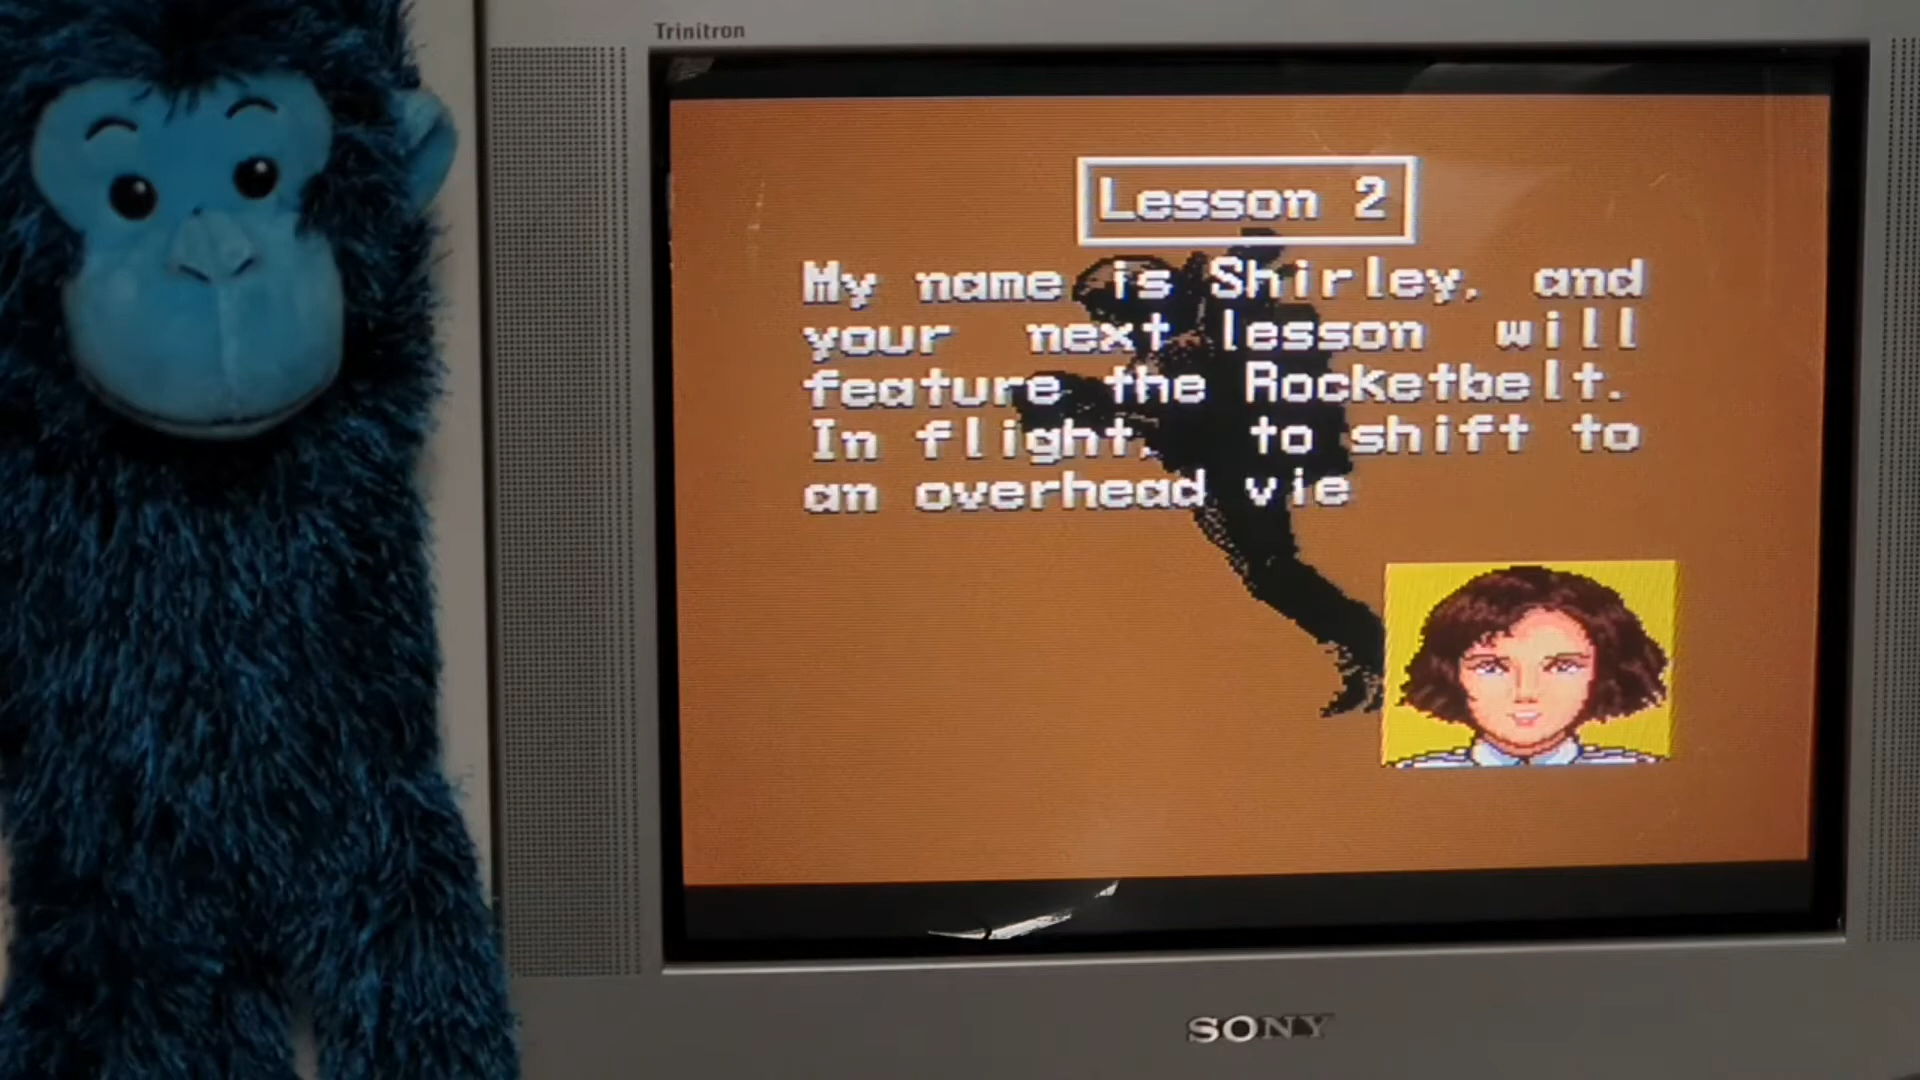 Trinitron
Lesson 2
My name is Shirley, and
your next lesson will
feature the Rocketbelt.
In flight, to shift to
an overhead vie
SONY